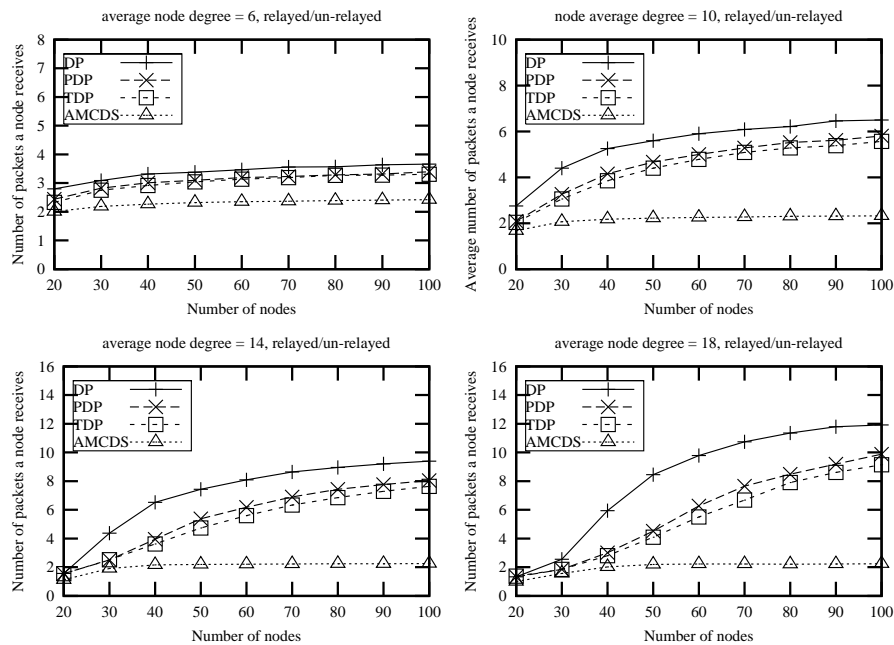 average node degree = 6, relayed/un-relayed
Number of packets a node receives
8
7
6
5
4
3
2
1
0
DP
PDP
TDP
AMCDS
20 30 40 50 60 70 80 90 100
Number of nodes
node average degree = 10, relayed/un-relayed
Average number of packets a node receives
10
8
6
4
2
0
DP
PDP
TDP
AMCDS
20 30 40 50 60 70 80 90 100
Number of nodes
average node degree = 14, relayed/un-relayed
Number of packets a node receives
16
14
12
10
8
6
4
2
0
DP
PDP
TDP
AMCDS
20 30 40 50 60 70 80 90 100
Number of nodes
average node degree = 18, relayed/un-relayed
Number of packets a node receives
16
14
12
10
8
6
4
2
0
DP
PDP
TDP
AMCDS
20 30 40 50 60 70 80 90 100
Number of nodes